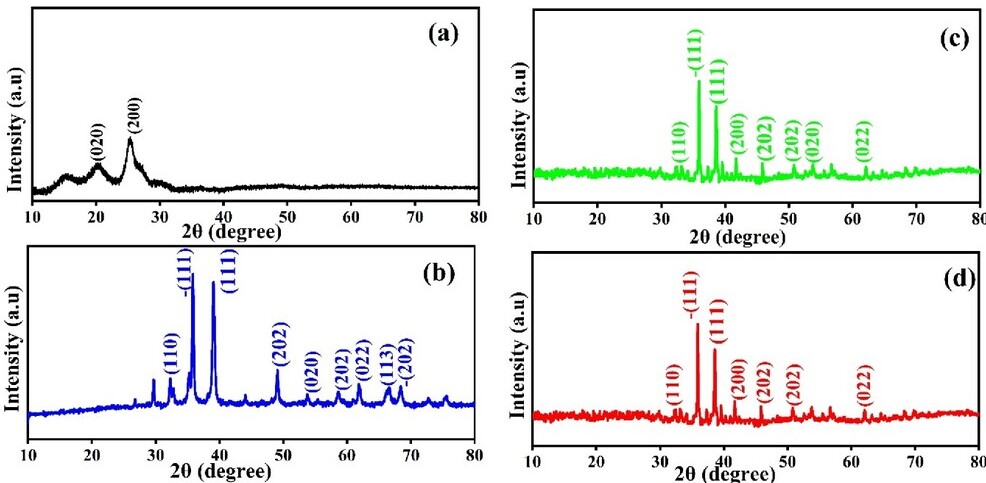 (a)
Intensity (a.u)
(020)
(200)
10 20 30 40 50 60 70 80
2θ (degree)
(b)
Intensity (a.u)
(110)
-(111)
(111)
(202)
(020)
(202)
(022)
(113)
-(202)
10 20 30 40 50 60 70 80
2θ (degree)
(c)
Intensity (a.u)
(110)
-(111)
(111)
(200)
(202)
(202)
(020)
(022)
10 20 30 40 50 60 70 80
2θ (degree)
(d)
Intensity (a.u)
(110)
-(111)
(111)
(200)
(202)
(202)
(022)
10 20 30 40 50 60 70 80
2θ (degree)